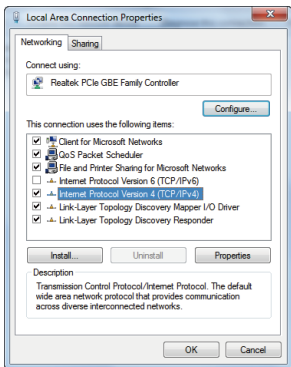 Local Area Connection Properties
Networking
Sharing
Connect using:
Realtek PCIe GBE Family Controller
Configure...
This connection uses the following items:
Client for Microsoft Networks
QoS Packet Scheduler
File and Printer Sharing for Microsoft Networks
Internet Protocol Version 6 (TCP/IPv6)
Internet Protocol Version 4 (TCP/IPv4)
Link-Layer Topology Discovery Mapper I/O Driver
Link-Layer Topology Discovery Responder
Install...
Uninstall
Properties
Description
Transmission Control Protocol/Internet Protocol. The default
wide area network protocol that provides communication
across diverse interconnected networks.
OK
Cancel